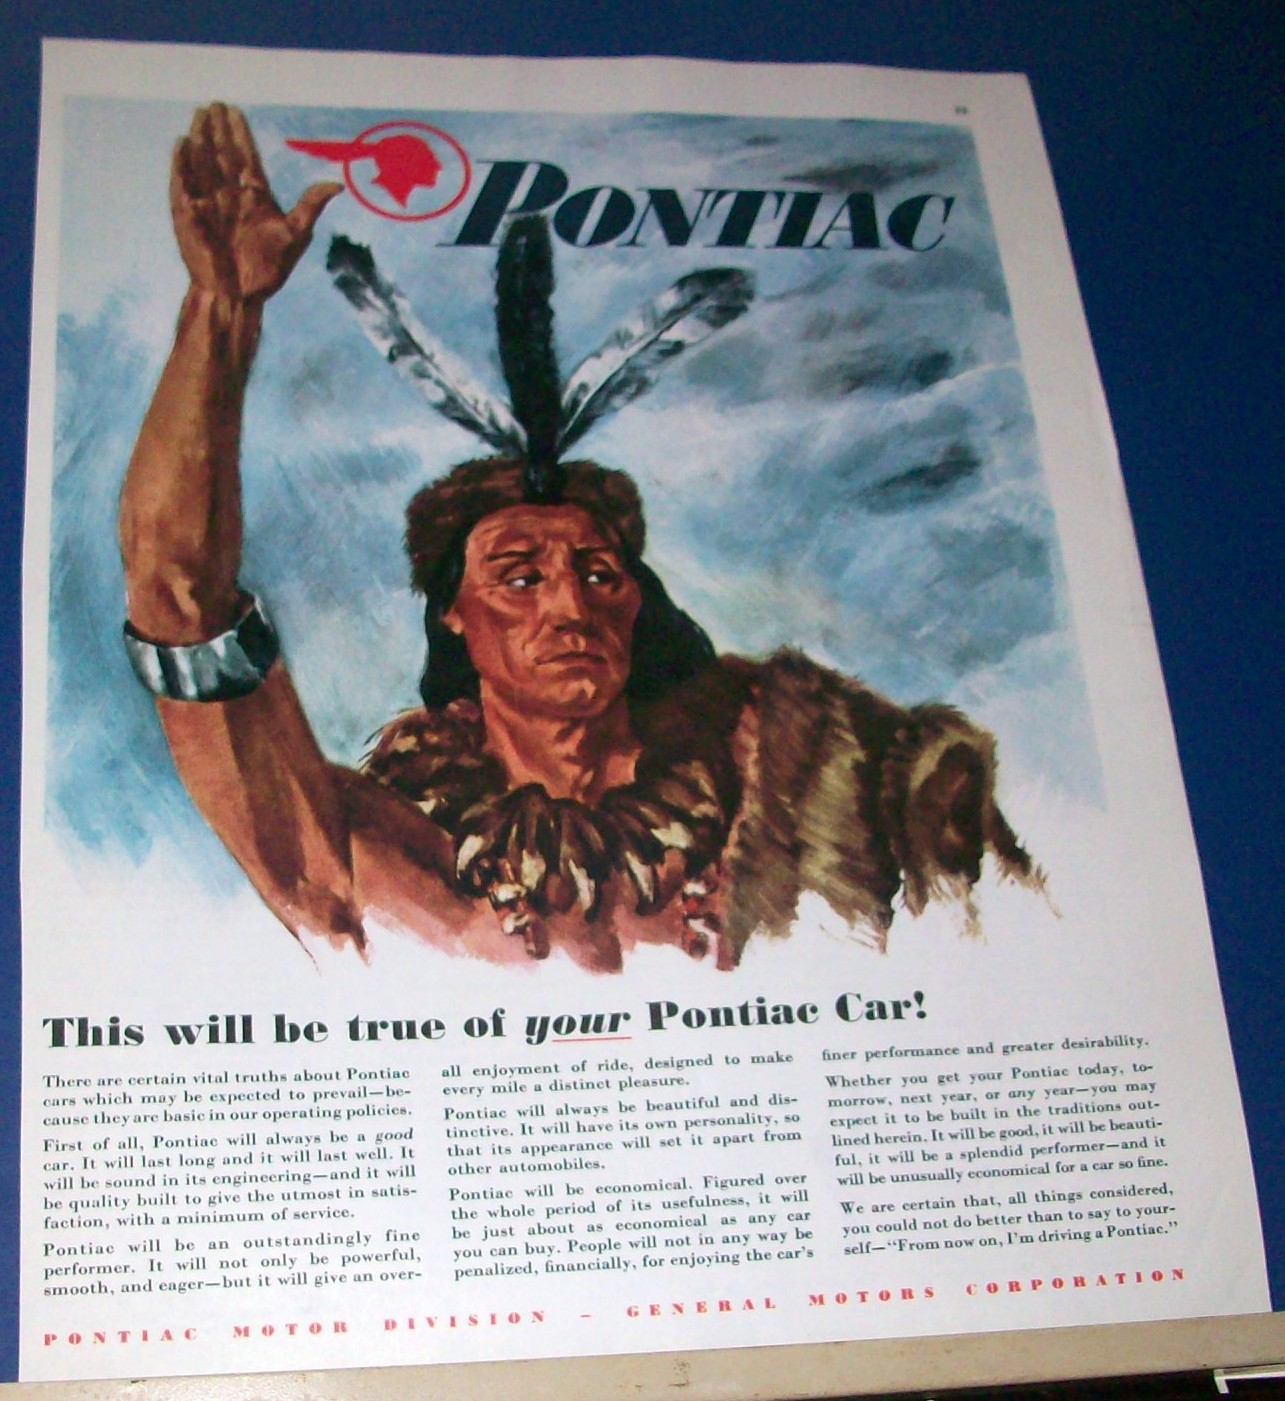 PONTIAC
This will be true of your Pontiac Car!
There are certain vital truths about Pontiac
cars which may be expected to prevail—be-
cause they are basic in our operating policies.
First of all, Pontiac will always be a good
car. It will last long and it will last well. It
will be sound in its engineering—and it will
be quality built to give the utmost in satis-
faction, with a minimum of service.
Pontiac will be an outstandingly fine
performer. It will not only be powerful,
smooth, and eager—but it will give an over-
all enjoyment of ride, designed to make
every mile a distinct pleasure.
Pontiac will always be beautiful and dis-
tinctive. It will have its own personality, so
that its appearance will set it apart from
other automobiles.
Pontiac will be economical. Figured over
the whole period of its usefulness, it will
be just about as economical as any car
you can buy. People will not in any way be
penalized, financially, for enjoying the car's
finer performance and greater desirability.
Whether you get your Pontiac today, to-
morrow, next year, or any year—you may
expect it to be built in the traditions out-
lined herein. It will be good, it will be beauti-
ful, it will be a splendid performer—and it
will be unusually economical for a car so fine.
We are certain that, all things considered,
you could not do better than to say to your-
self—"From now on, I'm driving a Pontiac."
PONTIAC MOTOR DIVISION – GENERAL MOTORS CORPORATION